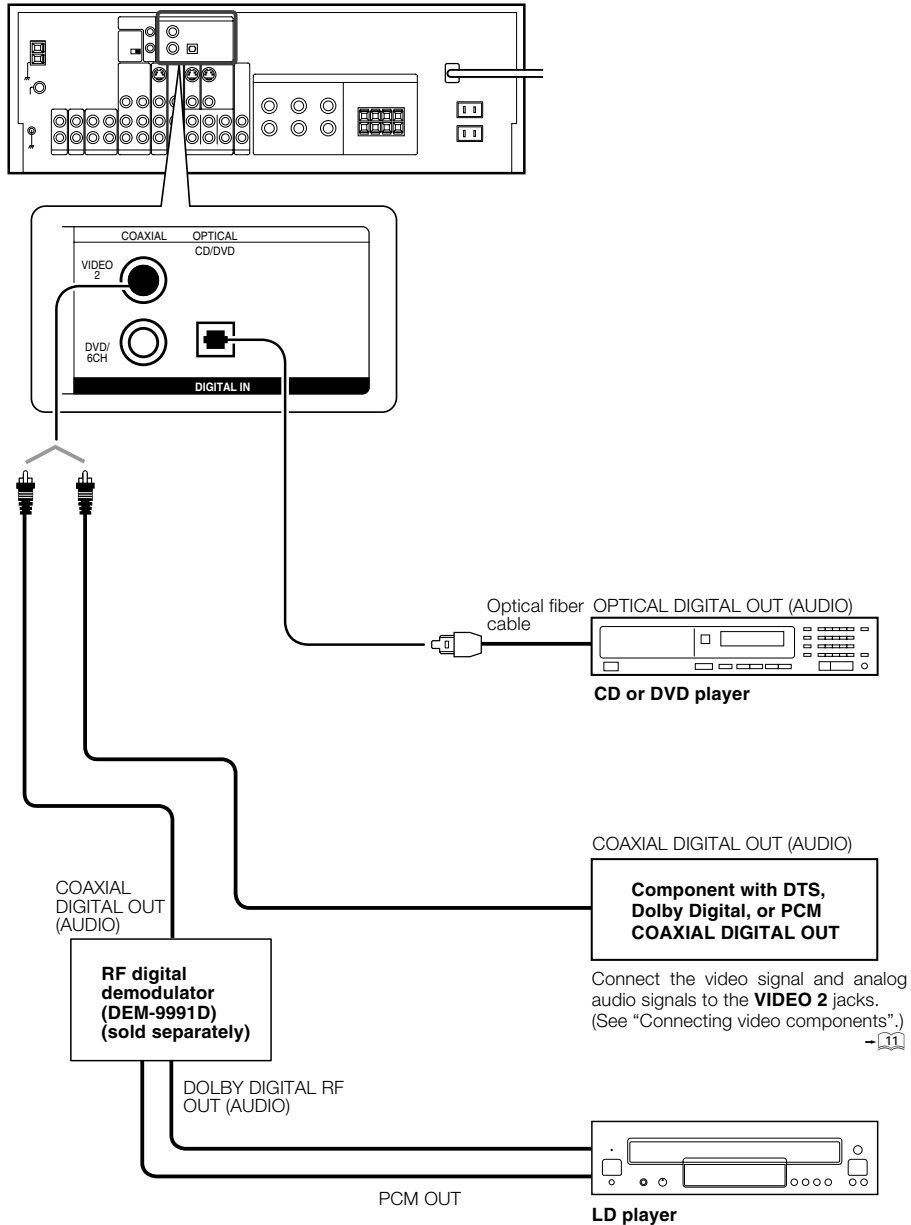 COAXIAL OPTICAL
CD/DVD
VIDEO
2
DVD/
6CH
DIGITAL IN
Optical fiber
cable
OPTICAL DIGITAL OUT (AUDIO)
CD or DVD player
COAXIAL DIGITAL OUT (AUDIO)
Component with DTS,
Dolby Digital, or PCM
COAXIAL DIGITAL OUT
Connect the video signal and analog
audio signals to the VIDEO 2 jacks.
(See “Connecting video components”.)
→11
COAXIAL
DIGITAL OUT
(AUDIO)
RF digital
demodulator
(DEM-9991D)
(sold separately)
DOLBY DIGITAL RF
OUT (AUDIO)
PCM OUT
LD player